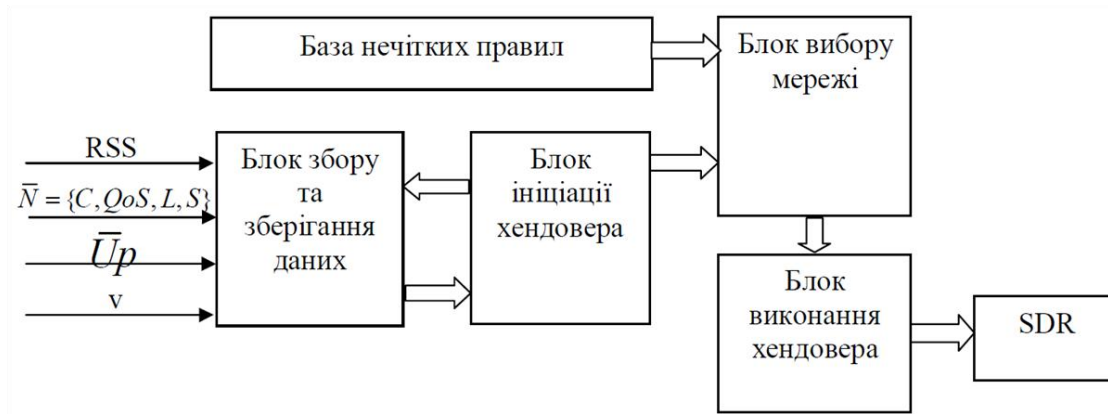 База нечітких правил
Блок вибору
мережі
RSS
N̅ = {C, QoS, L, S}
U̅p
v
Блок збору
та
зберігання
даних
Блок
ініціації
хендовера
Блок
виконання
хендовера
SDR